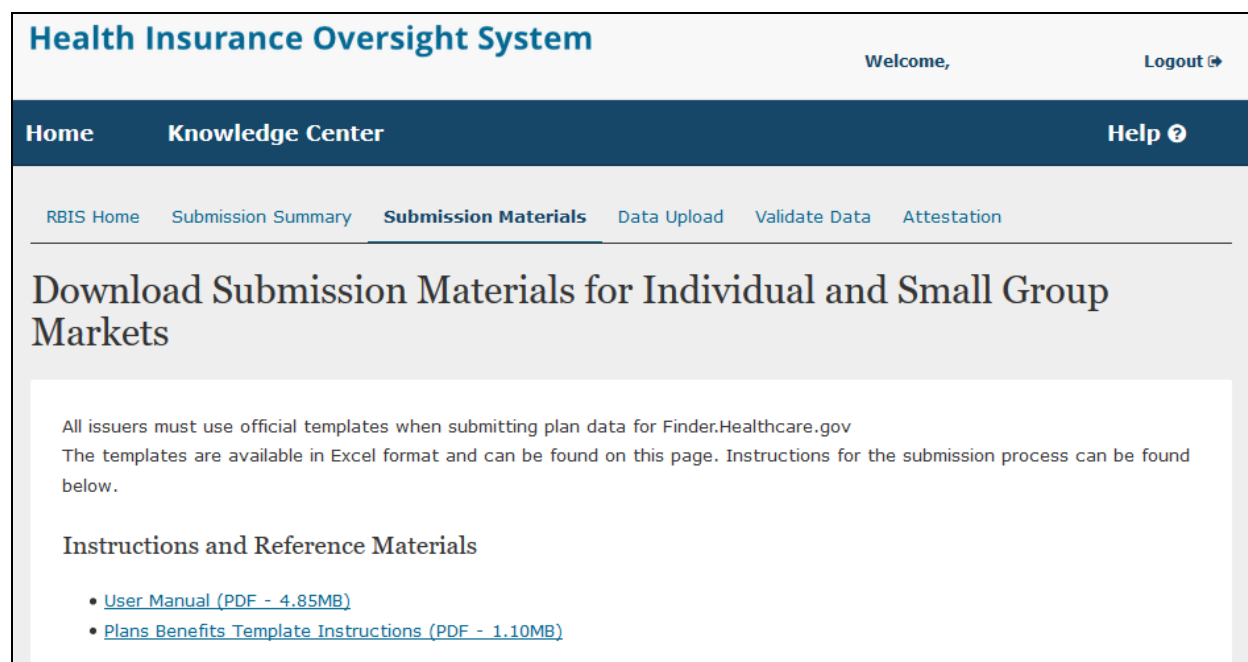 Health Insurance Oversight System
Welcome, Logout
Home Knowledge Center Help
RBIS Home Submission Summary Submission Materials Data Upload Validate Data Attestation
Download Submission Materials for Individual and Small Group
Markets
All issuers must use official templates when submitting plan data for Finder.Healthcare.gov
The templates are available in Excel format and can be found on this page. Instructions for the submission process can be found
below.
Instructions and Reference Materials
• User Manual (PDF - 4.85MB)
• Plans Benefits Template Instructions (PDF - 1.10MB)